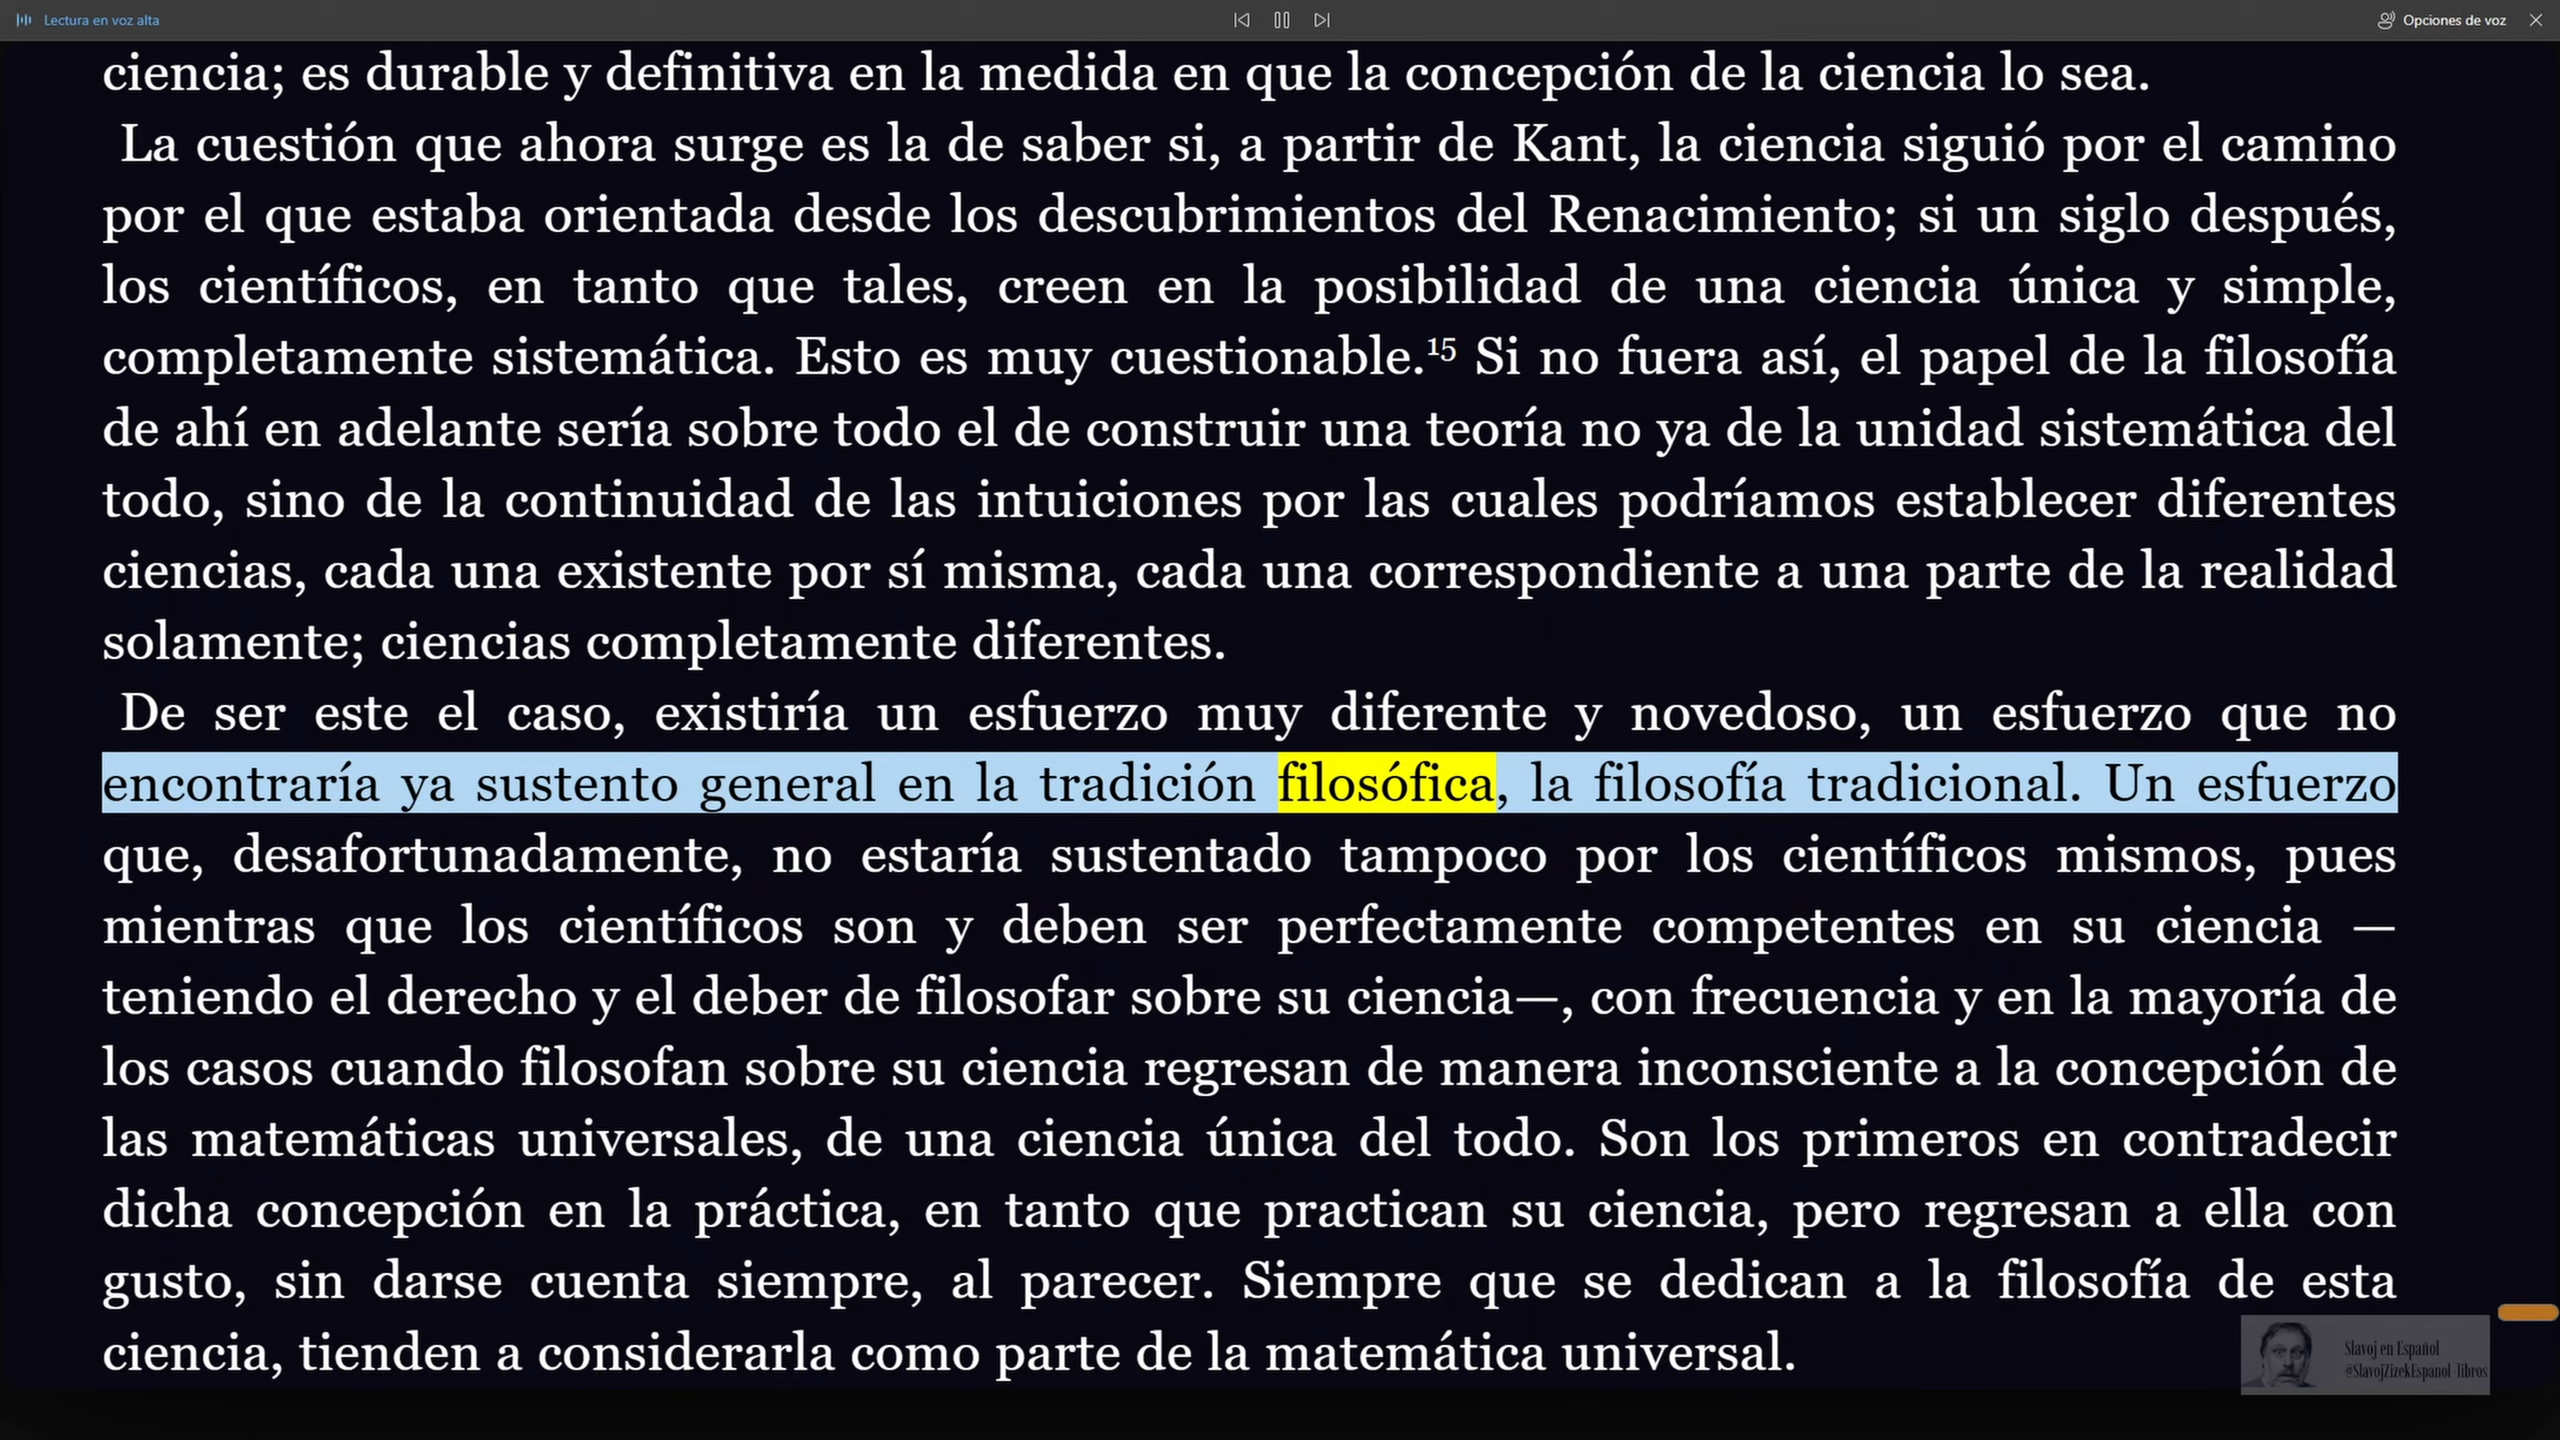 Lectura en voz alta
Opciones de voz
ciencia; es durable y definitiva en la medida en que la concepción de la ciencia lo sea.
La cuestión que ahora surge es la de saber si, a partir de Kant, la ciencia siguió por el camino
por el que estaba orientada desde los descubrimientos del Renacimiento; si un siglo después,
los científicos, en tanto que tales, creen en la posibilidad de una ciencia única y simple,
completamente sistemática. Esto es muy cuestionable.15 Si no fuera así, el papel de la filosofía
de ahí en adelante sería sobre todo el de construir una teoría no ya de la unidad sistemática del
todo, sino de la continuidad de las intuiciones por las cuales podríamos establecer diferentes
ciencias, cada una existente por sí misma, cada una correspondiente a una parte de la realidad
solamente; ciencias completamente diferentes.
De ser este el caso, existiría un esfuerzo muy diferente y novedoso, un esfuerzo que no
encontraría ya sustento general en la tradición filosófica, la filosofía tradicional. Un esfuerzo
que, desafortunadamente, no estaría sustentado tampoco por los científicos mismos, pues
mientras que los científicos son y deben ser perfectamente competentes en su ciencia —
teniendo el derecho y el deber de filosofar sobre su ciencia—, con frecuencia y en la mayoría de
los casos cuando filosofan sobre su ciencia regresan de manera inconsciente a la concepción de
las matemáticas universales, de una ciencia única del todo. Son los primeros en contradecir
dicha concepción en la práctica, en tanto que practican su ciencia, pero regresan a ella con
gusto, sin darse cuenta siempre, al parecer. Siempre que se dedican a la filosofía de esta
ciencia, tienden a considerarla como parte de la matemática universal.
Slavoj en Español
@SlavojZizekEspanol-libros